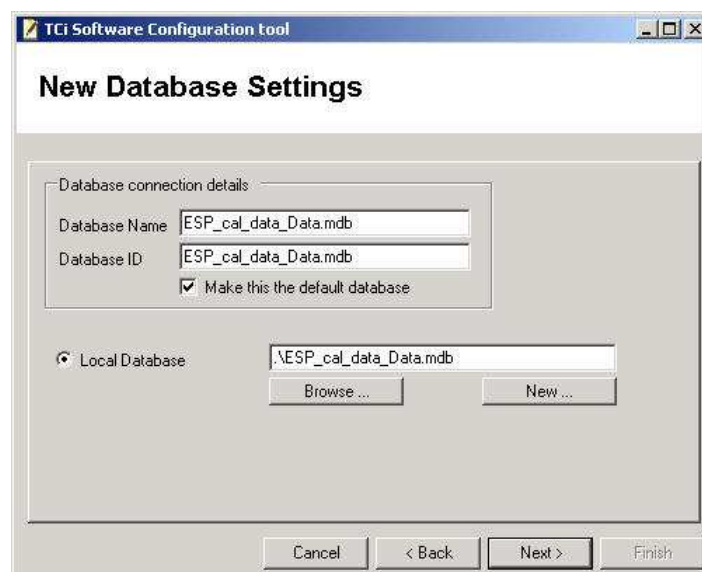 TCi Software Configuration tool
New Database Settings
Database connection details
Database Name ESP_cal_data_Data.mdb
Database ID ESP_cal_data_Data.mdb
Make this the default database
Local Database .\ESP_cal_data_Data.mdb
Browse ... New ...
Cancel < Back Next > Finish